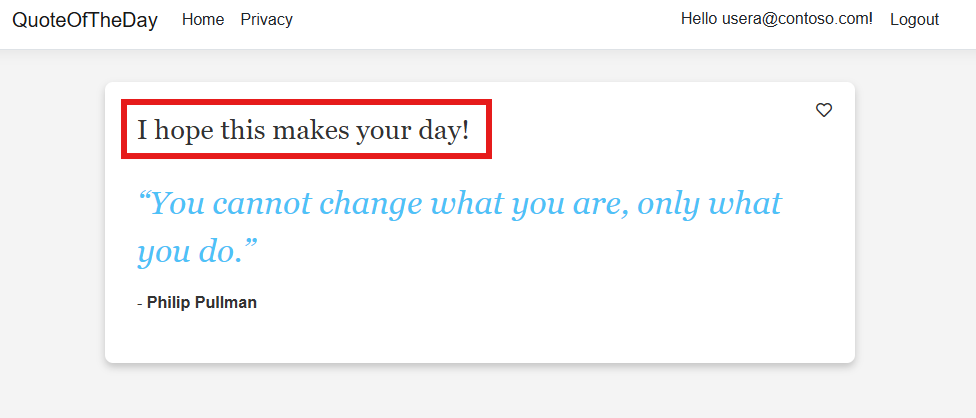 QuoteOfTheDay Home Privacy Hello usera@contoso.com! Logout
I hope this makes your day!
“You cannot change what you are, only what
you do.”
- Philip Pullman